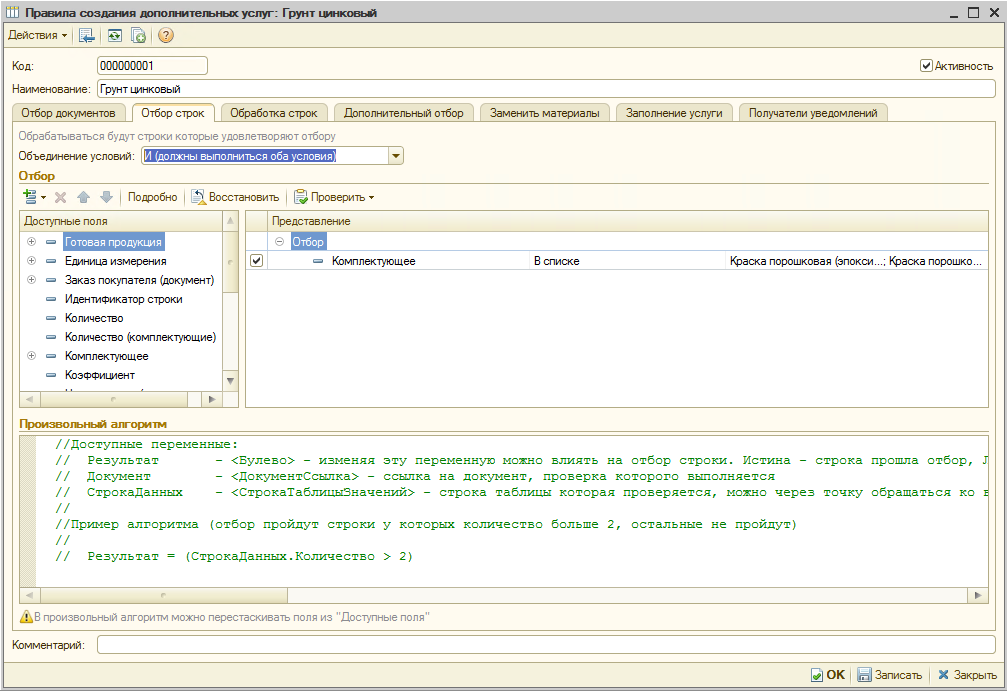 Правила создания дополнительных услуг: Грунт цинковый
Действия
Код: 000000001 Активность
Наименование: Грунт цинковый
Отбор документов Отбор строк Обработка строк Дополнительный отбор Заменить материалы Заполнение услуги Получатели уведомлений
Обрабатываться будут строки которые удовлетворяют отбору
Объединение условий: И (должны выполниться оба условия)
Отбор
Подробно Восстановить Проверить
Доступные поля Представление
Готовая продукция Отбор
Единица измерения Комплектующее В списке Краска порошковая (эпокси...; Краска порошко...
Заказ покупателя (документ)
Идентификатор строки
Количество
Количество (комплектующие)
Комплектующее
Коэффициент
Произвольный алгоритм
//Доступные переменные:
// Результат - <Булево> - изменяя эту переменную можно влиять на отбор строки. Истина - строка прошла отбор, Л
// Документ - <ДокументСсылка> - ссылка на документ, проверка которого выполняется
// СтрокаДанных - <СтрокаТаблицыЗначений> - строка таблицы которая проверяется, можно через точку обращаться ко в
//
//Пример алгоритма (отбор пройдут строки у которых количество больше 2, остальные не пройдут)
//
// Результат = (СтрокаДанных.Количество > 2)
В произвольный алгоритм можно перестаскивать поля из "Доступные поля"
Комментарий:
OK Записать Закрыть